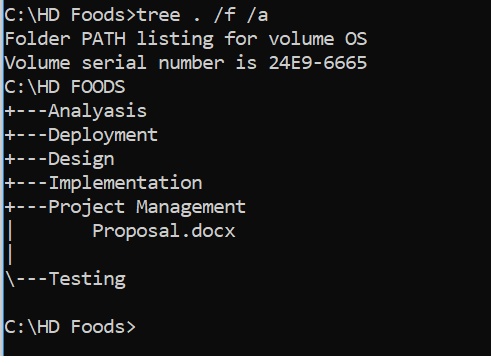 C:\HD Foods>tree . /f /a
Folder PATH listing for volume OS
Volume serial number is 24E9-6665
C:\HD FOODS
+---Analyasis
+---Deployment
+---Design
+---Implementation
+---Project Management
|       Proposal.docx
|
\---Testing
C:\HD Foods>